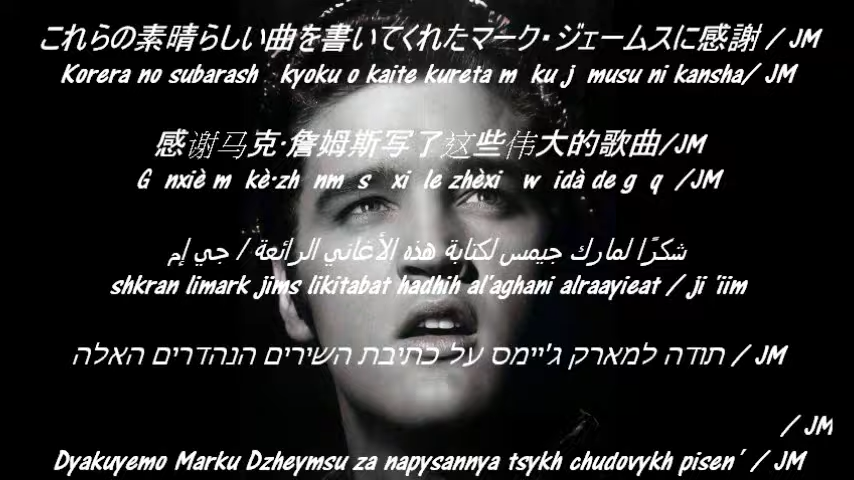 これらの素晴らしい曲を書いてくれたマーク・ジェームスに感謝 / JM
Korera no subarash kyoku o kaite kureta m ku j musu ni kansha/ JM
感谢马克·詹姆斯写了这些伟大的歌曲/JM
G nxiè m kè·zh nm s xi le zhèxi w idà de g q /JM
شكرًا لمارك جيمس لكتابة هذه الأغاني الرائعة / جي إم
shkran limark jims likitabat hadhih al'aghani alraayieat / ji 'iim
תודה למארק ג'יימס על כתיבת השירים הנהדרים האלה / JM
/ JM
Dyakuyemo Marku Dzheymsu za napysannya tsykh chudovykh pisen' / JM